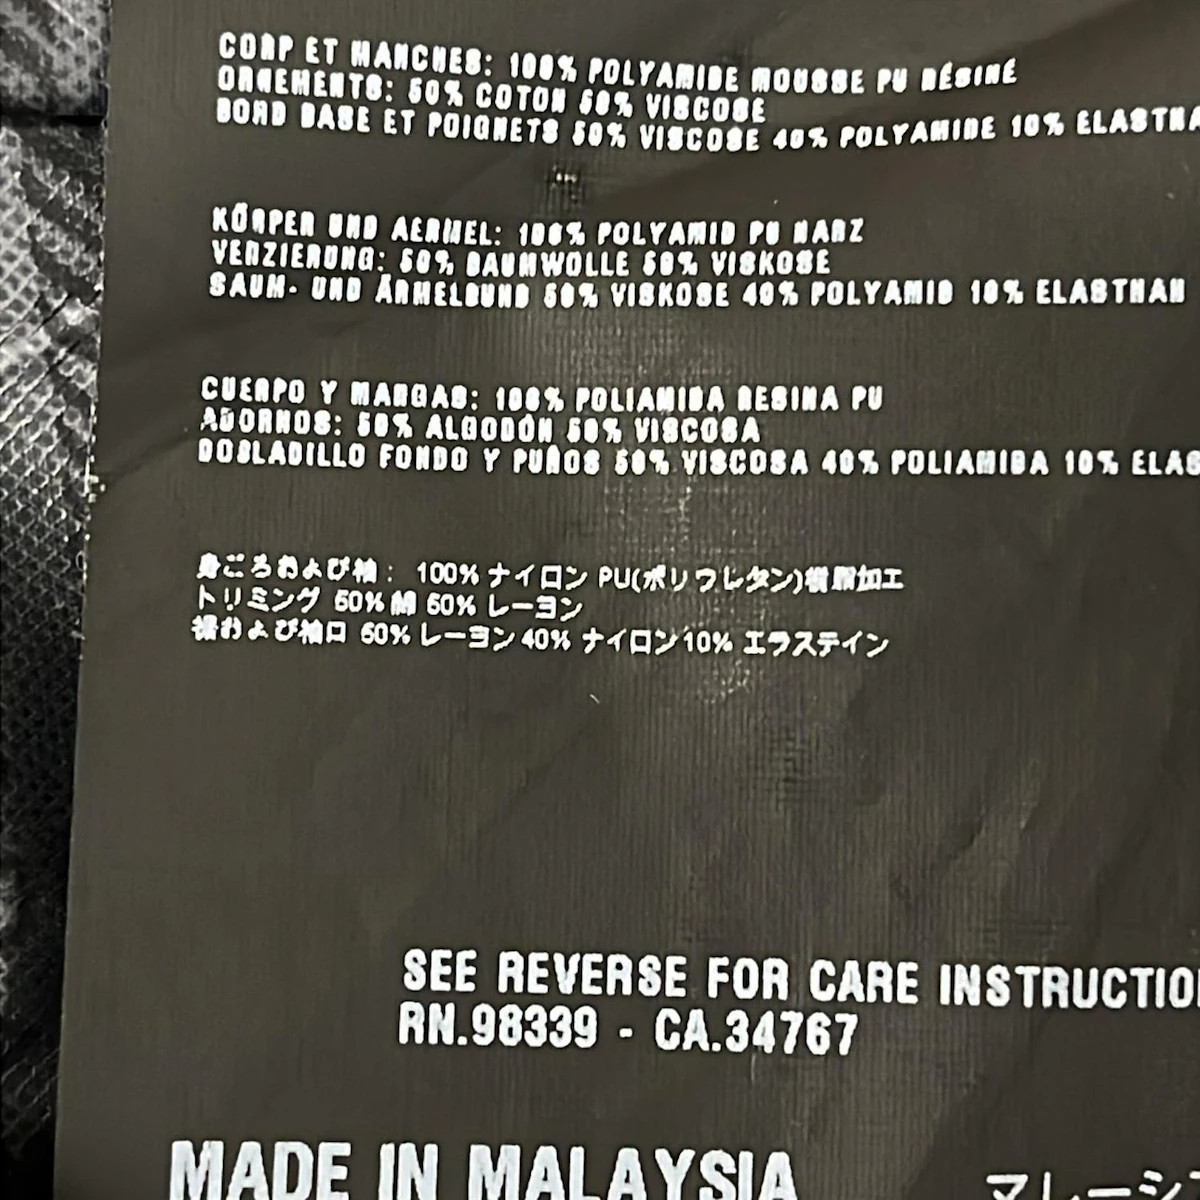 CORP ET MANCHES: 100% POLYAMIDE MOUSSE PU RÉSINÉ
ORNEMENTS: 50% COTON 50% VISCOSE
BORD BASE ET POIGNETS 50% VISCOSE 40% POLYAMIDE 10% ELASTHA
KÖRPER UND AERMEL: 100% POLYAMID PU HARZ
VERZIERUNG: 50% BAUMWOLLE 50% VISKOSE
SAUM- UND ÄRMELBUND 50% VISKOSE 40% POLYAMID 10% ELASTHAN
CUERPO Y MANGAS: 100% POLIAMIDA RESINA PU
ADORNOS: 50% ALGODÓN 50% VISCOSA
DOBLADILLO FONDO Y PUÑOS 50% VISCOSA 40% POLIAMIDA 10% ELAS
身ごろおよび袖: 100% ナイロン PU(ポリウレタン)樹脂加工
トリミング 50% 綿 50% レーヨン
裾および袖口 50% レーヨン 40% ナイロン 10% エラステイン
SEE REVERSE FOR CARE INSTRUCTIO
RN.98339 - CA.34767
MADE IN MALAYSIA マレーシ